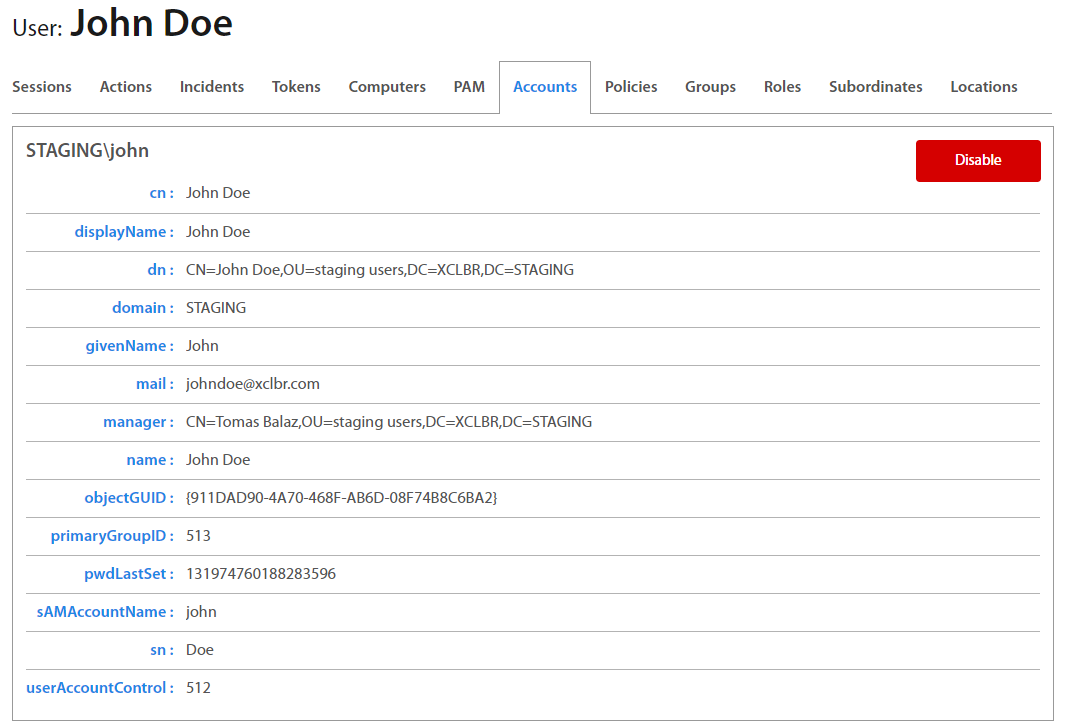 User: John Doe
Sessions Actions Incidents Tokens Computers PAM Accounts Policies Groups Roles Subordinates Locations
STAGING\john
Disable
cn : John Doe
displayName : John Doe
dn : CN=John Doe,OU=staging users,DC=XCLBR,DC=STAGING
domain : STAGING
givenName : John
mail : johndoe@xclbr.com
manager : CN=Tomas Balaz,OU=staging users,DC=XCLBR,DC=STAGING
name : John Doe
objectGUID : {911DAD90-4A70-468F-AB6D-08F74B8C6BA2}
primaryGroupID : 513
pwdLastSet : 131974760188283596
sAMAccountName : john
sn : Doe
userAccountControl : 512